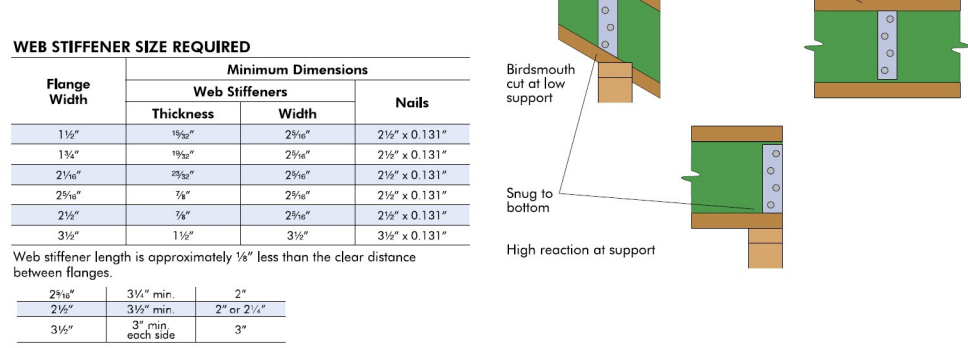 WEB STIFFENER SIZE REQUIRED
Flange Width
Minimum Dimensions
Web Stiffeners
Nails
Thickness Width
1½" 15/32" 25/16" 2½" x 0.131"
1¾" 19/32" 25/16" 2½" x 0.131"
21/16" 23/32" 25/16" 2½" x 0.131"
25/16" 7/8" 25/16" 2½" x 0.131"
2½" 7/8" 25/16" 2½" x 0.131"
3½" 1½" 3½" 3½" x 0.131"
Web stiffener length is approximately 1/8" less than the clear distance
between flanges.
25/16" 3¼" min. 2"
2½" 3½" min. 2" or 2¼"
3½" 3" min. each side 3"
Birdsmouth
cut at low
support
Snug to
bottom
High reaction at support